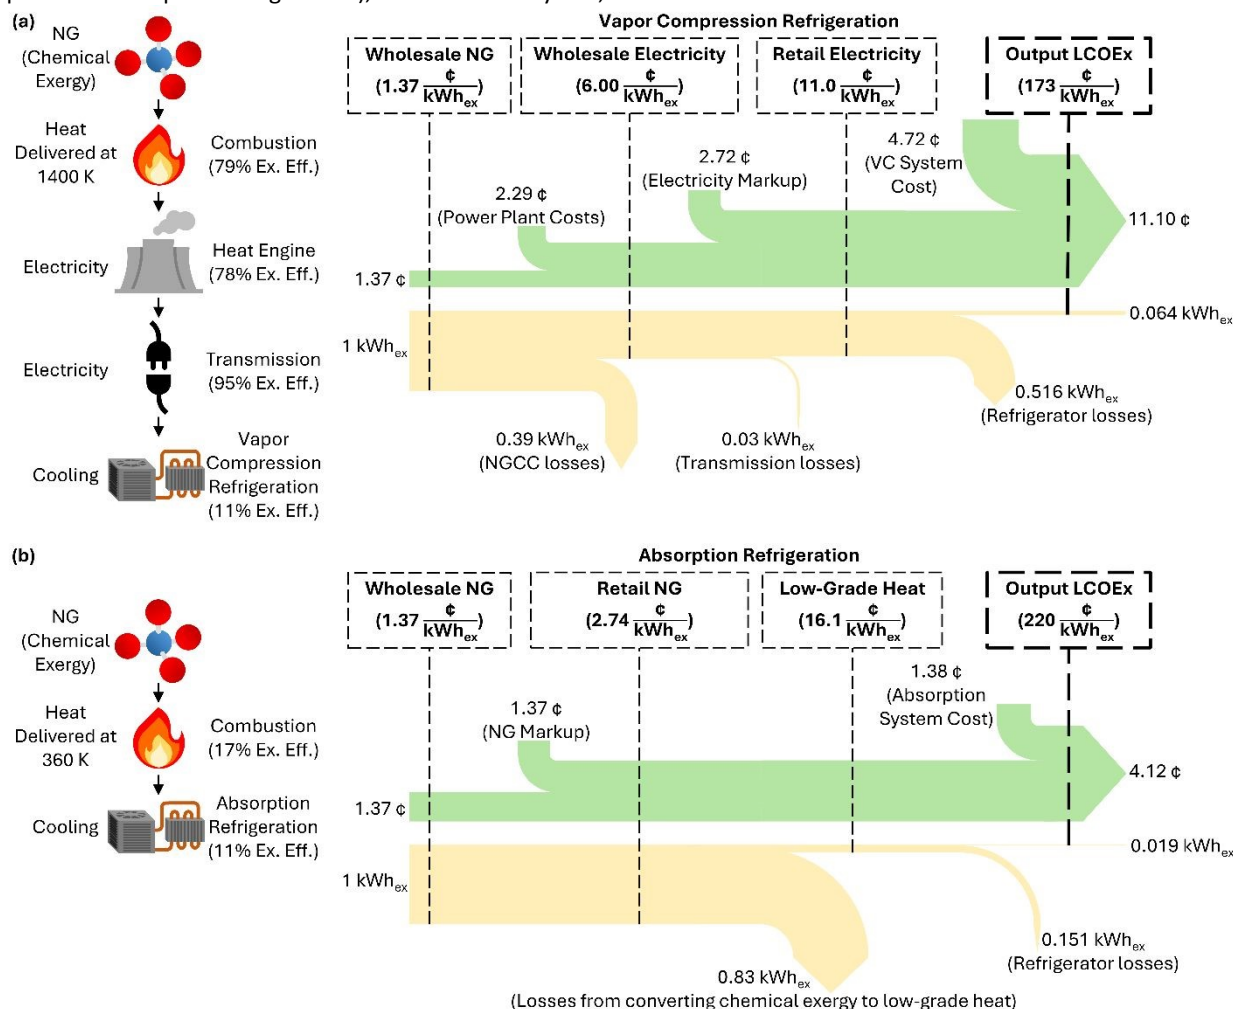 (a)
Vapor Compression Refrigeration
NG
(Chemical
Exergy)
Heat
Delivered at
1400 K
Combustion
(79% Ex. Eff.)
Electricity
Heat Engine
(78% Ex. Eff.)
Electricity
Transmission
(95% Ex. Eff.)
Cooling
Vapor
Compression
Refrigeration
(11% Ex. Eff.)
Wholesale NG
(1.37 ¢/kWhex)
Wholesale Electricity
(6.00 ¢/kWhex)
Retail Electricity
(11.0 ¢/kWhex)
Output LCOEx
(173 ¢/kWhex)
1.37 ¢
2.29 ¢
(Power Plant Costs)
2.72 ¢
(Electricity Markup)
4.72 ¢
(VC System
Cost)
11.10 ¢
1 kWhex
0.39 kWhex
(NGCC losses)
0.03 kWhex
(Transmission losses)
0.516 kWhex
(Refrigerator losses)
0.064 kWhex
(b)
Absorption Refrigeration
NG
(Chemical
Exergy)
Heat
Delivered at
360 K
Combustion
(17% Ex. Eff.)
Cooling
Absorption
Refrigeration
(11% Ex. Eff.)
Wholesale NG
(1.37 ¢/kWhex)
Retail NG
(2.74 ¢/kWhex)
Low-Grade Heat
(16.1 ¢/kWhex)
Output LCOEx
(220 ¢/kWhex)
1.37 ¢
1.37 ¢
(NG Markup)
1.38 ¢
(Absorption
System Cost)
4.12 ¢
1 kWhex
0.83 kWhex
(Losses from converting chemical exergy to low-grade heat)
0.151 kWhex
(Refrigerator losses)
0.019 kWhex